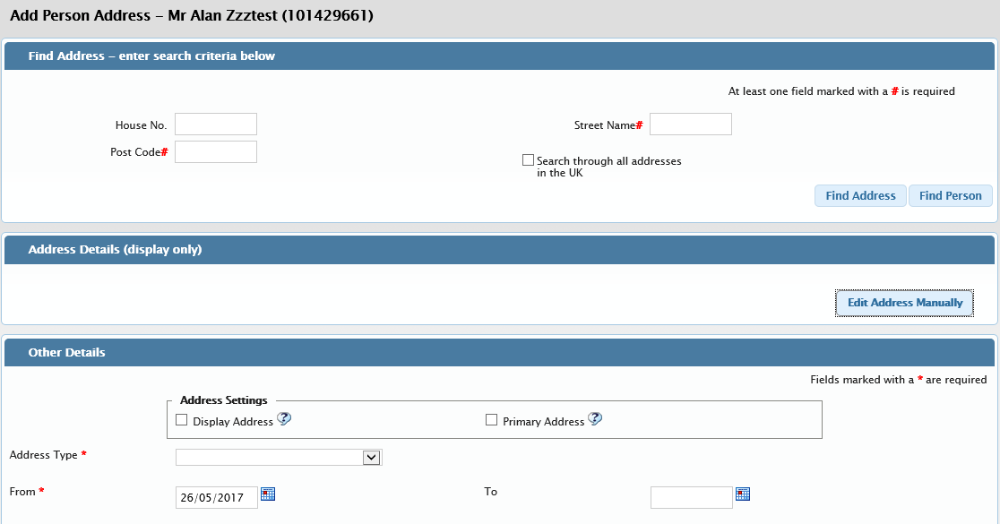 Add Person Address – Mr Alan Zzztest (101429661)
Find Address – enter search criteria below
At least one field marked with a # is required
House No.
Street Name#
Post Code#
Search through all addresses
in the UK
Find Address
Find Person
Address Details (display only)
Edit Address Manually
Other Details
Fields marked with a * are required
Address Settings
Display Address ?
Primary Address ?
Address Type *
From *
26/05/2017
To